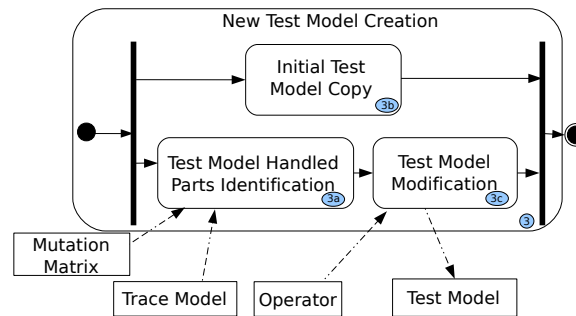 New Test Model Creation
Initial Test
Model Copy
3b
Test Model Handled
Parts Identification
3a
Test Model
Modification
3c
3
Mutation
Matrix
Trace Model
Operator
Test Model